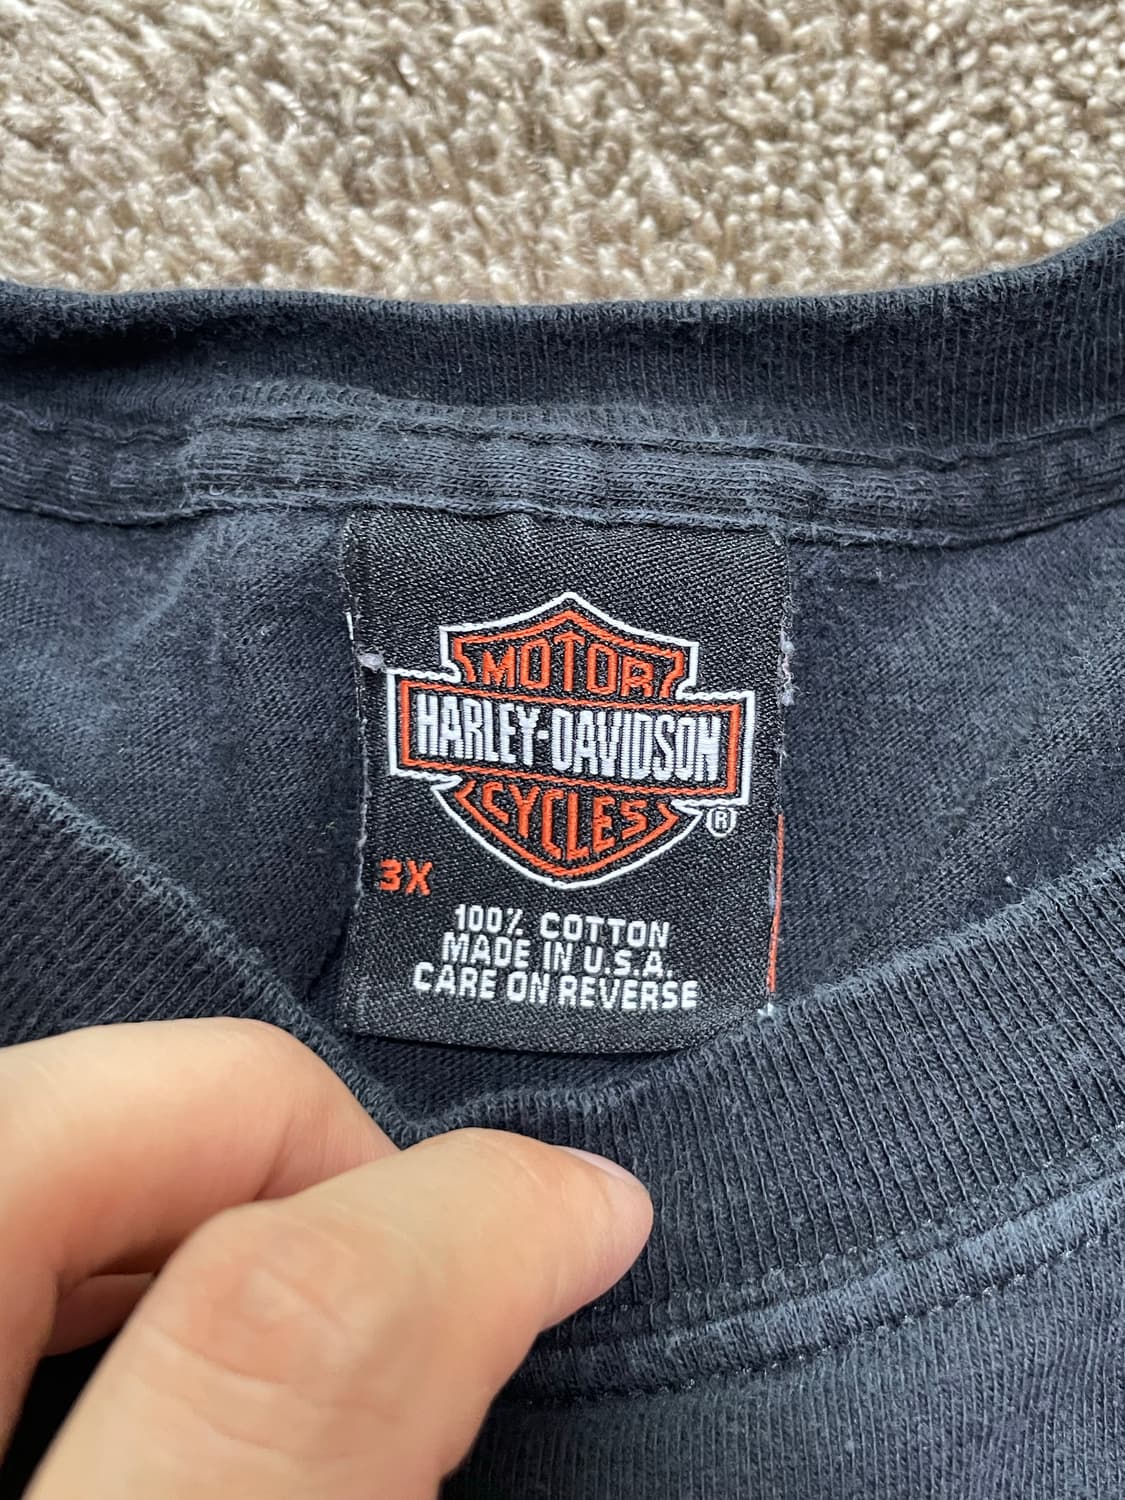 MOTOR
HARLEY-DAVIDSON
CYCLES
®
3X
100% COTTON
MADE IN U.S.A.
CARE ON REVERSE